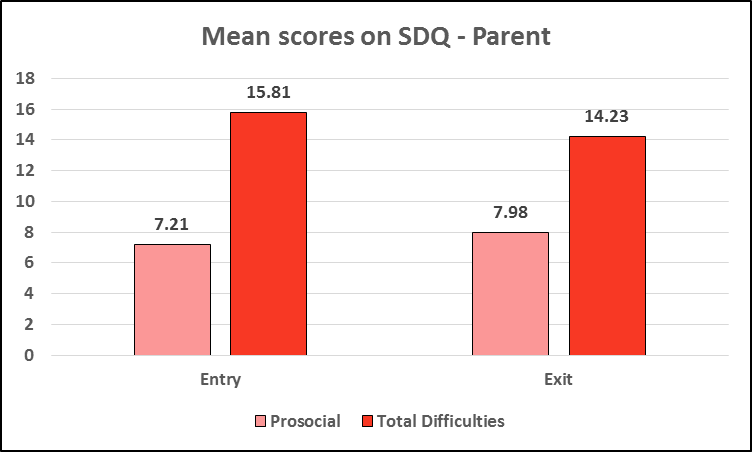 Mean scores on SDQ - Parent
18
16
14
12
10
8
6
4
2
0
7.21
15.81
7.98
14.23
Entry
Exit
Prosocial
Total Difficulties